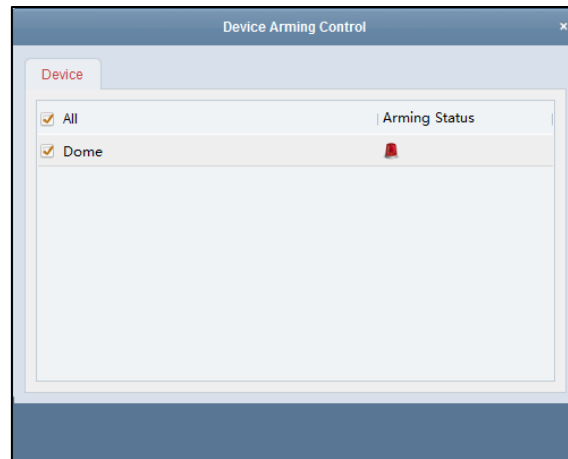 Device Arming Control
Device
All Arming Status
Dome